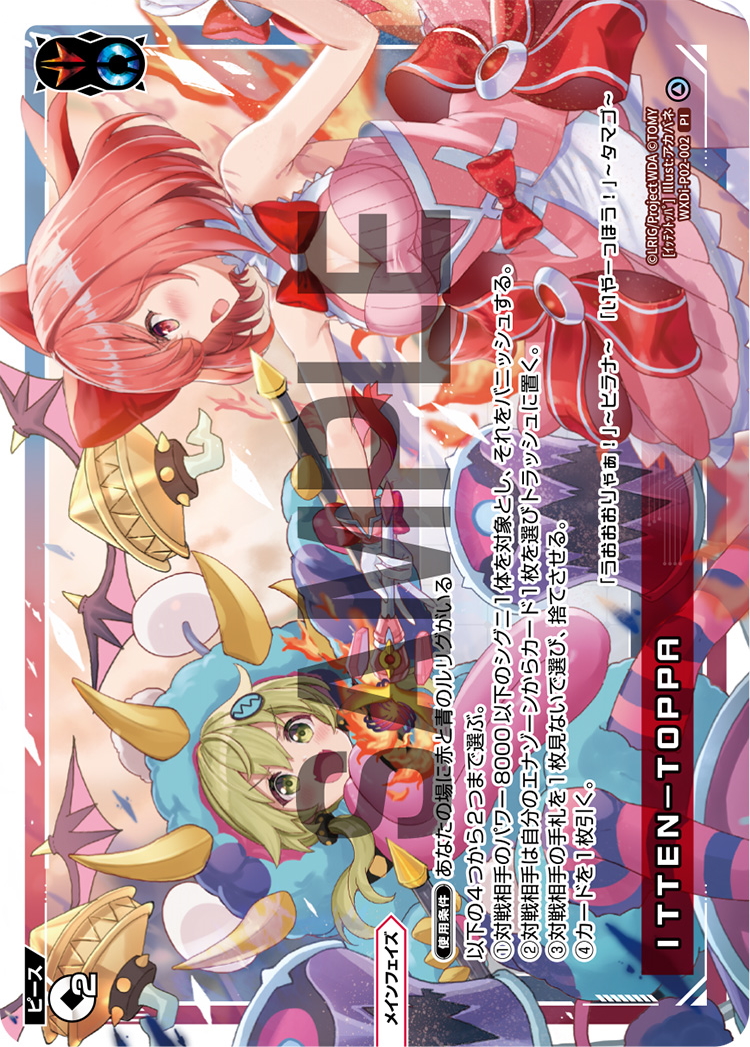 ピース
2
メインフェイズ
SAMPLE
使用条件 あなたの場に赤と青のルリグがいる
以下の4つから2つまで選ぶ。
①対戦相手のパワー8000以下のシグニ1体を対象とし、それをバニッシュする。
②対戦相手は自分のエナゾーンからカード1枚を選びトラッシュに置く。
③対戦相手の手札を1枚見ないで選び、捨てさせる。
④カードを1枚引く。
「うおおおりゃぁ!」~ヒラナ~ 「いやーっほう!」~タマゴ~
ITTEN-TOPPA
©LRIG/Project WDA ©TOMY
[イッテントッパ] Illust:アカバネ
WXDi-P02-002 PI